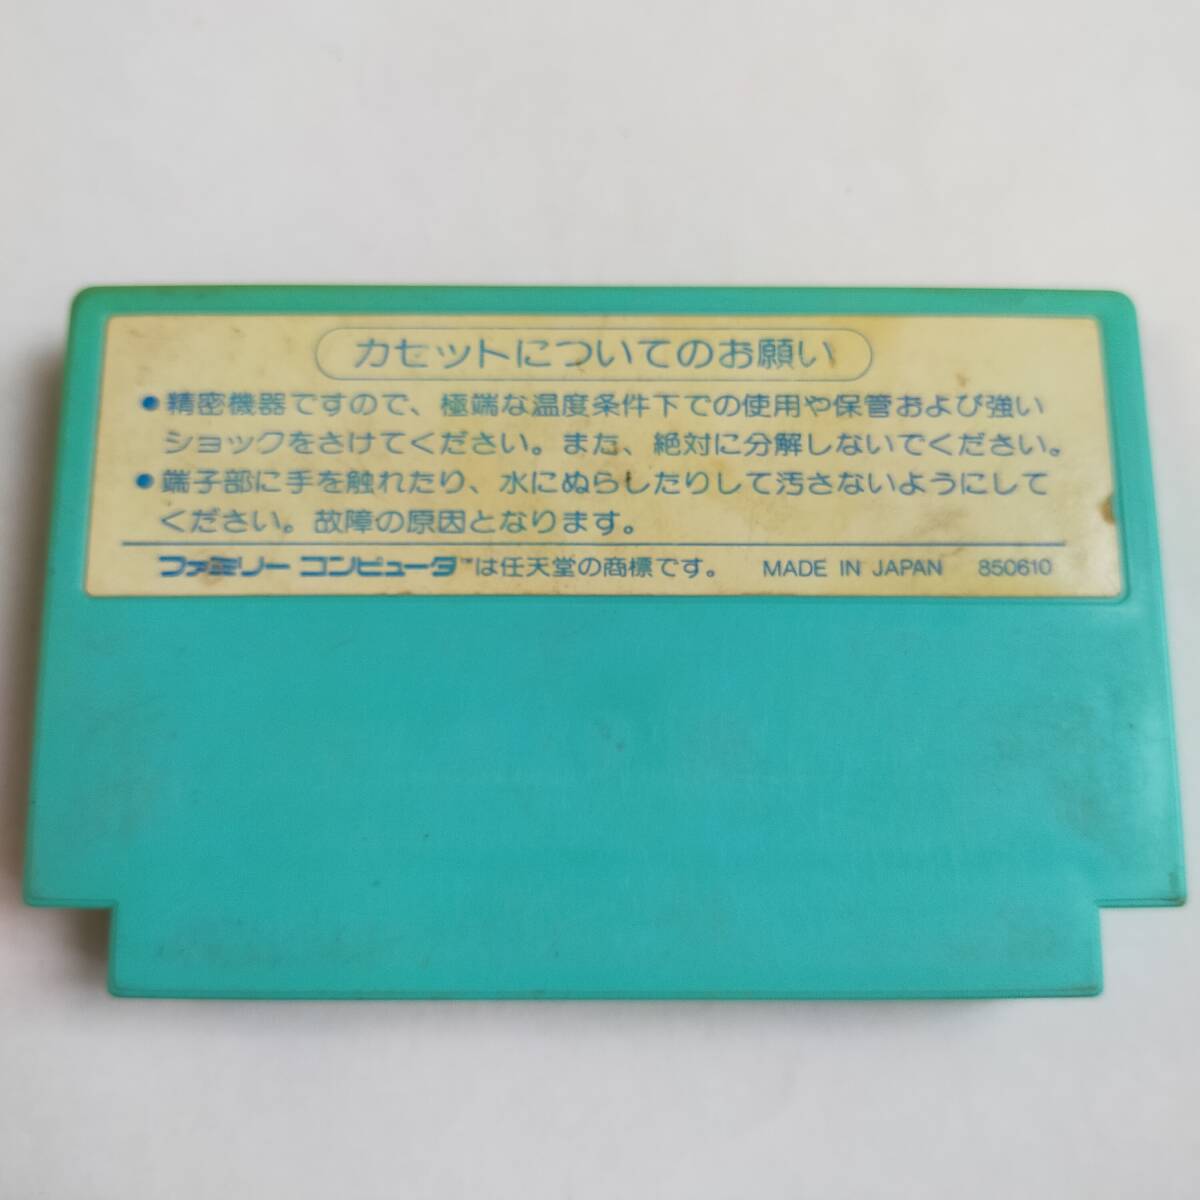 カセットについてのお願い
●精密機器ですので、極端な温度条件下での使用や保管および強い
ショックをさけてください。また、絶対に分解しないでください。
●端子部に手を触れたり、水にぬらしたりして汚さないようにして
ください。故障の原因となります。
ファミリー コンピュータ™は任天堂の商標です。 MADE IN JAPAN 850610